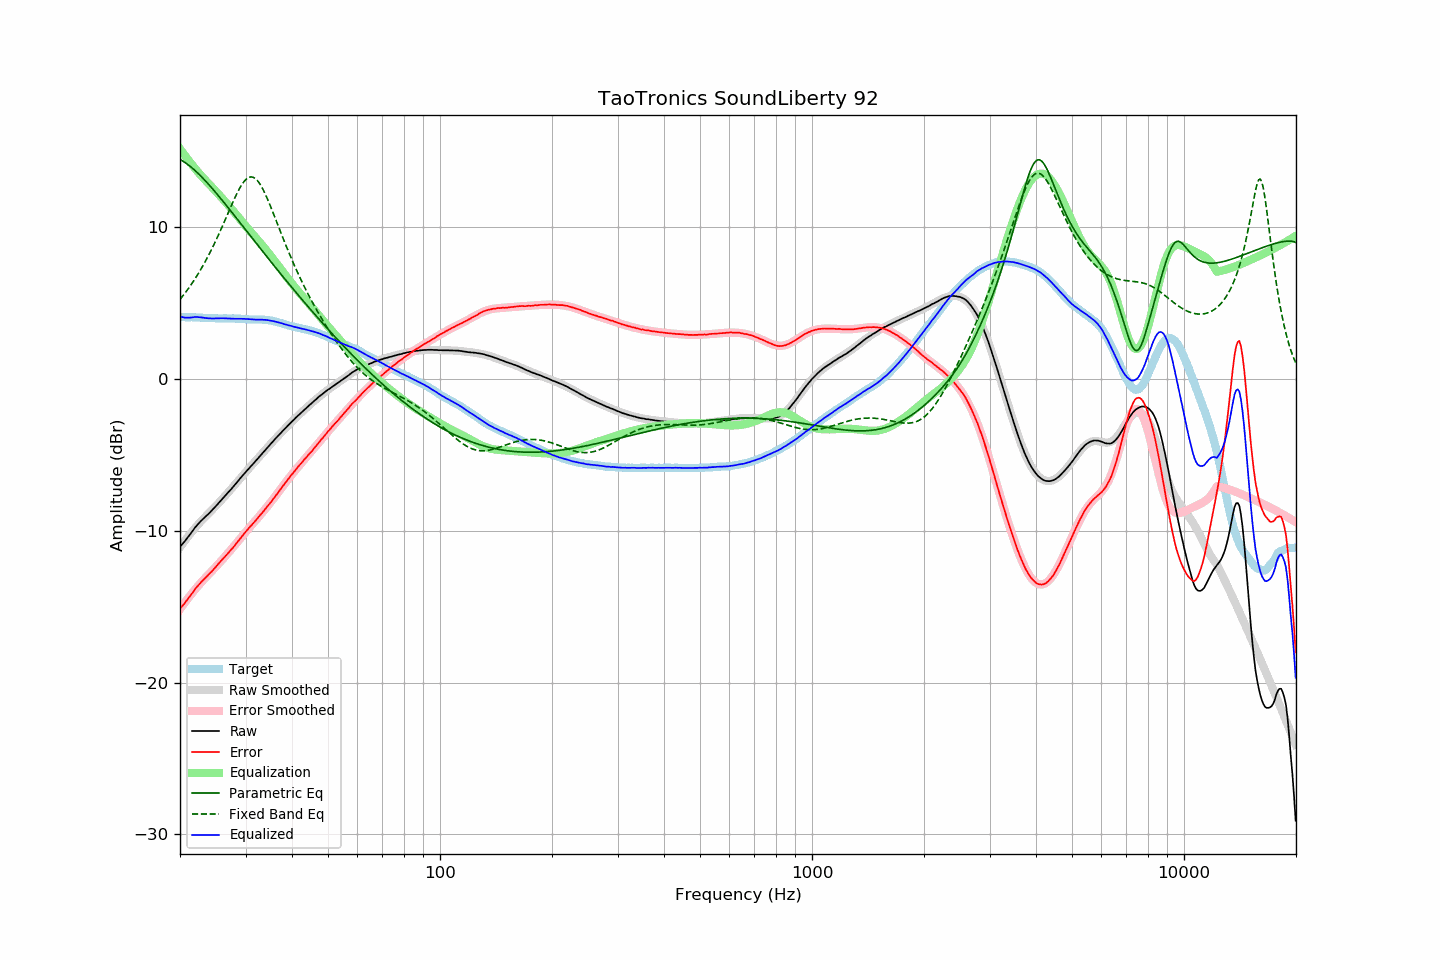 TaoTronics SoundLiberty 92
Amplitude (dBr)
10
0
−10
−20
−30
Target
Raw Smoothed
Error Smoothed
Raw
Error
Equalization
Parametric Eq
Fixed Band Eq
Equalized
100 1000 10000
Frequency (Hz)